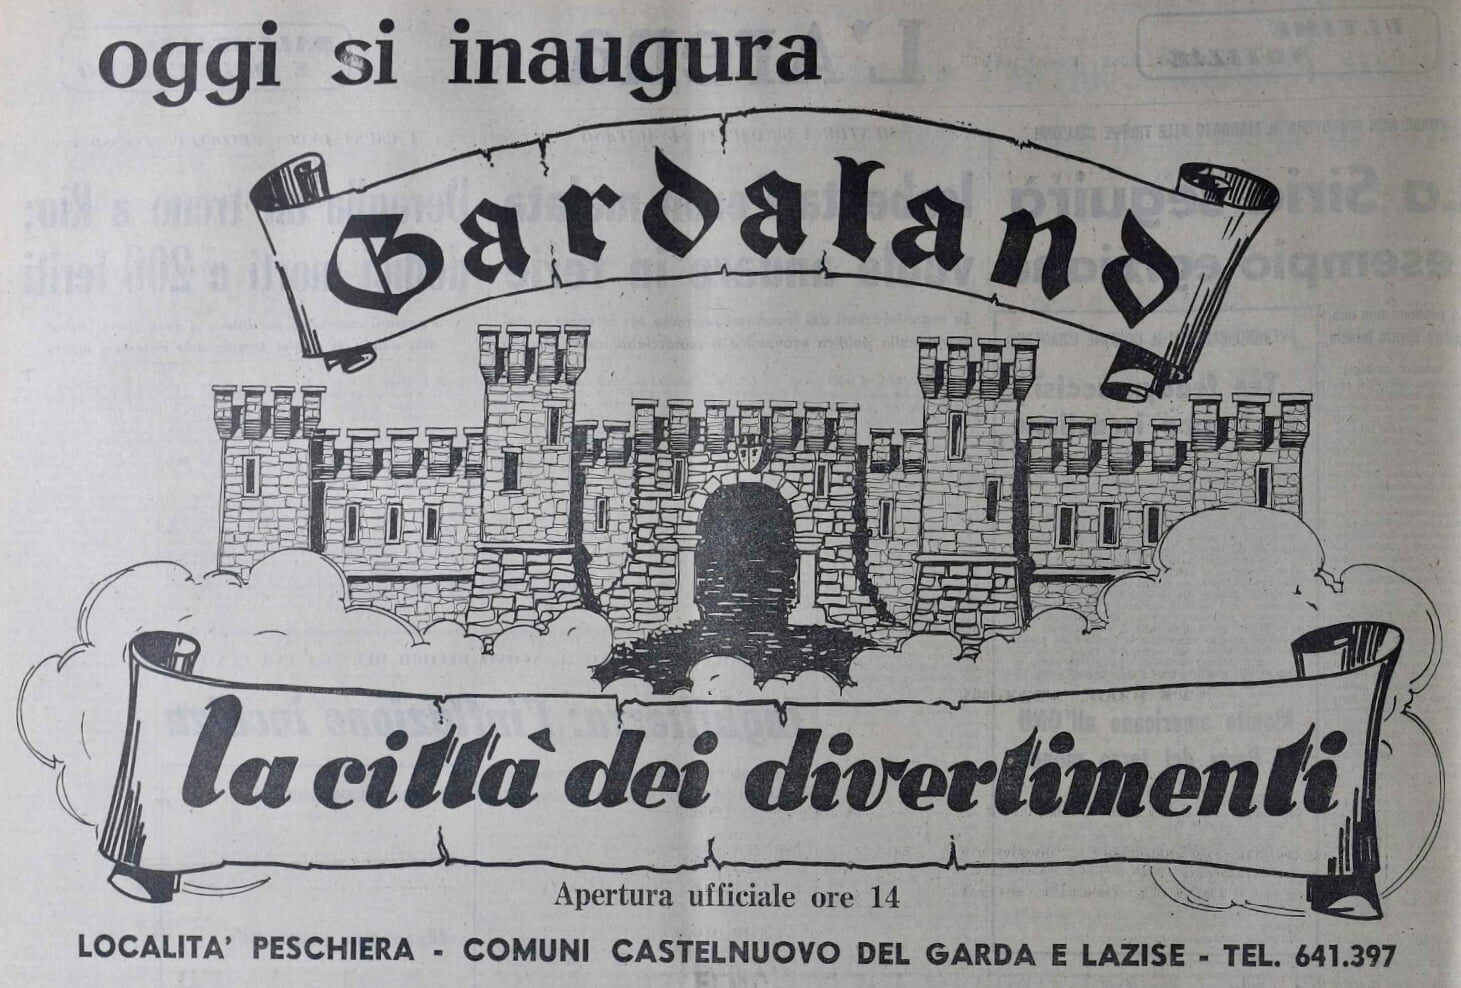 oggi si inaugura
Gardaland
la città dei divertimenti
Apertura ufficiale ore 14
LOCALITA' PESCHIERA - COMUNI CASTELNUOVO DEL GARDA E LAZISE - TEL. 641.397